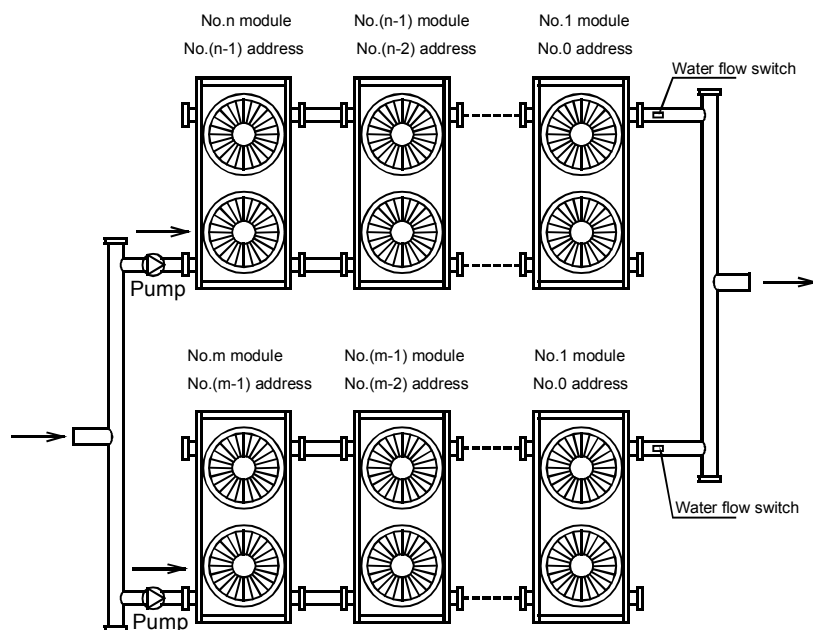 No.n module
No.(n-1) address
No.(n-1) module
No.(n-2) address
No.1 module
No.0 address
Water flow switch
Pump
No.m module
No.(m-1) address
No.(m-1) module
No.(m-2) address
No.1 module
No.0 address
Water flow switch
Pump